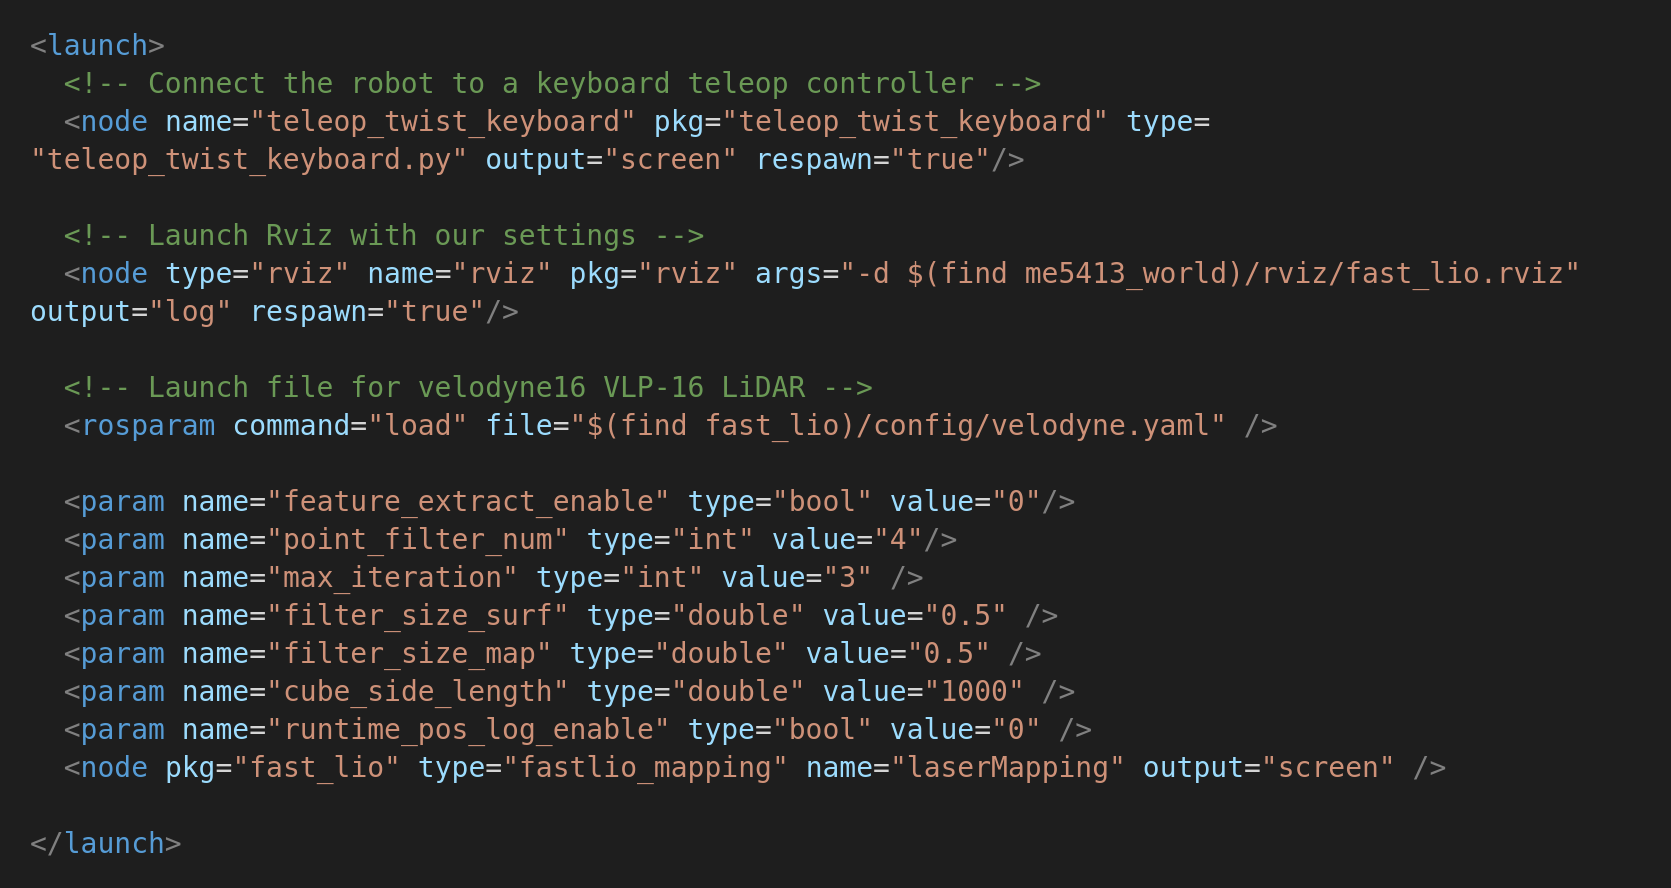 <launch>
  <!-- Connect the robot to a keyboard teleop controller -->
  <node name="teleop_twist_keyboard" pkg="teleop_twist_keyboard" type=
"teleop_twist_keyboard.py" output="screen" respawn="true"/>

  <!-- Launch Rviz with our settings -->
  <node type="rviz" name="rviz" pkg="rviz" args="-d $(find me5413_world)/rviz/fast_lio.rviz"
output="log" respawn="true"/>

  <!-- Launch file for velodyne16 VLP-16 LiDAR -->
  <rosparam command="load" file="$(find fast_lio)/config/velodyne.yaml" />

  <param name="feature_extract_enable" type="bool" value="0"/>
  <param name="point_filter_num" type="int" value="4"/>
  <param name="max_iteration" type="int" value="3" />
  <param name="filter_size_surf" type="double" value="0.5" />
  <param name="filter_size_map" type="double" value="0.5" />
  <param name="cube_side_length" type="double" value="1000" />
  <param name="runtime_pos_log_enable" type="bool" value="0" />
  <node pkg="fast_lio" type="fastlio_mapping" name="laserMapping" output="screen" />

</launch>